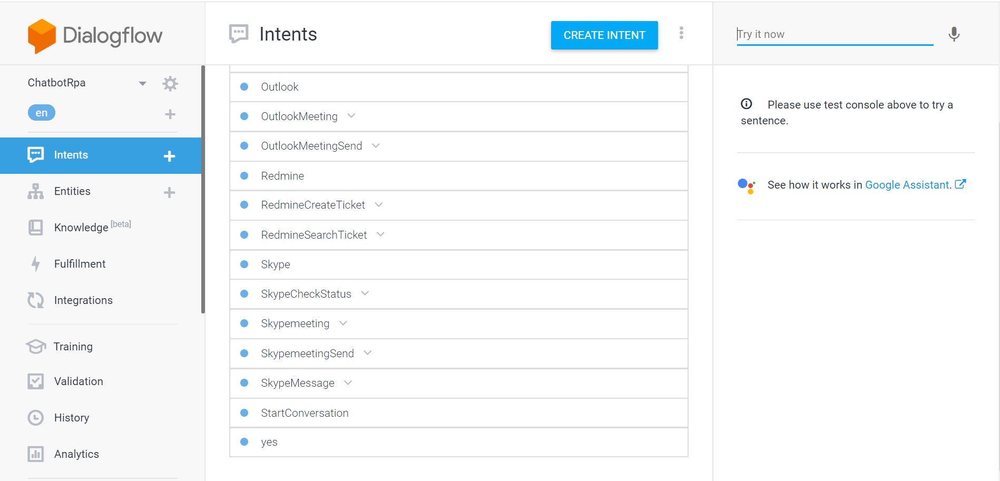 Dialogflow
ChatbotRpa
en
Intents
Entities
Knowledge [beta]
Fulfillment
Integrations
Training
Validation
History
Analytics
Intents
CREATE INTENT
Outlook
OutlookMeeting
OutlookMeetingSend
Redmine
RedmineCreateTicket
RedmineSearchTicket
Skype
SkypeCheckStatus
Skypemeeting
SkypemeetingSend
SkypeMessage
StartConversation
yes
Try it now
Please use test console above to try a
sentence.
See how it works in Google Assistant.